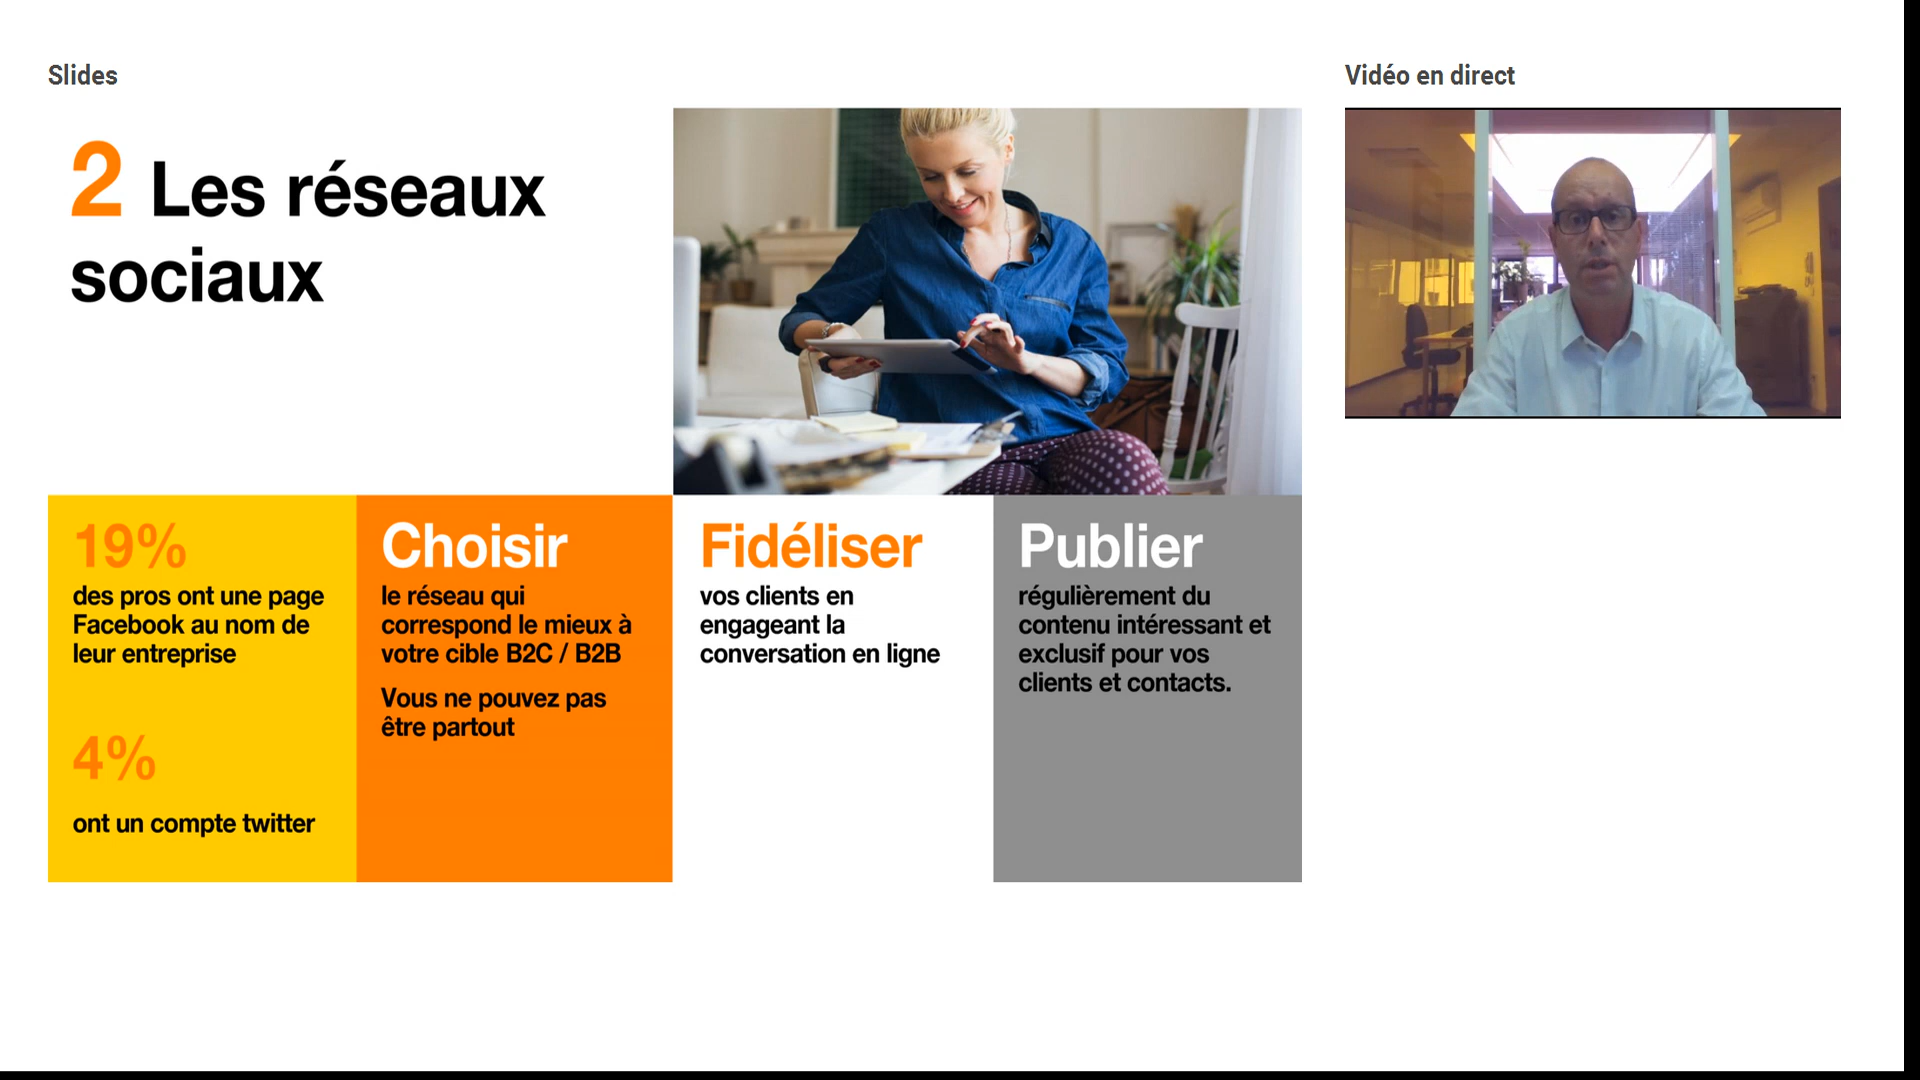 Slides
Vidéo en direct
2 Les réseaux
sociaux
19%
des pros ont une page
Facebook au nom de
leur entreprise
4%
ont un compte twitter
Choisir
le réseau qui
correspond le mieux à
votre cible B2C / B2B
Vous ne pouvez pas
être partout
Fidéliser
vos clients en
engageant la
conversation en ligne
Publier
régulièrement du
contenu intéressant et
exclusif pour vos
clients et contacts.